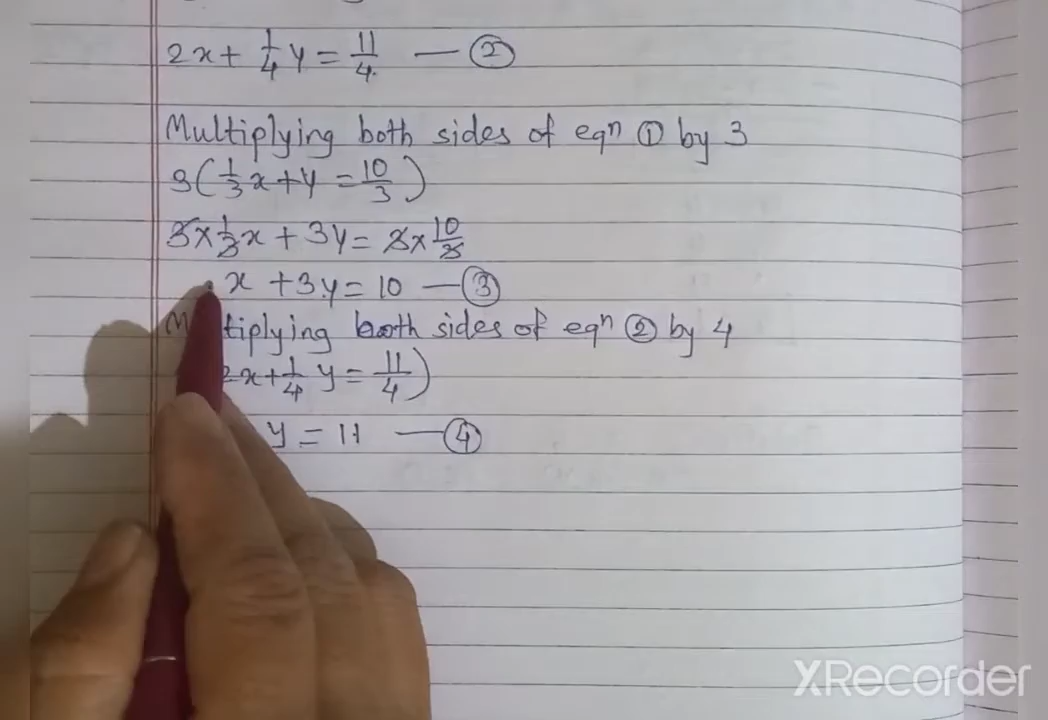 2x + 1/4 y = 11/4 — ②
Multiplying both sides of eqⁿ ① by 3
3(1/3 x + y = 10/3)
3 × 1/3 x + 3y = 3 × 10/3
x + 3y = 10 — ③
tiplying both sides of eqⁿ ② by 4
2x + 1/4 y = 11/4)
y = 11 — ④
XRecorder